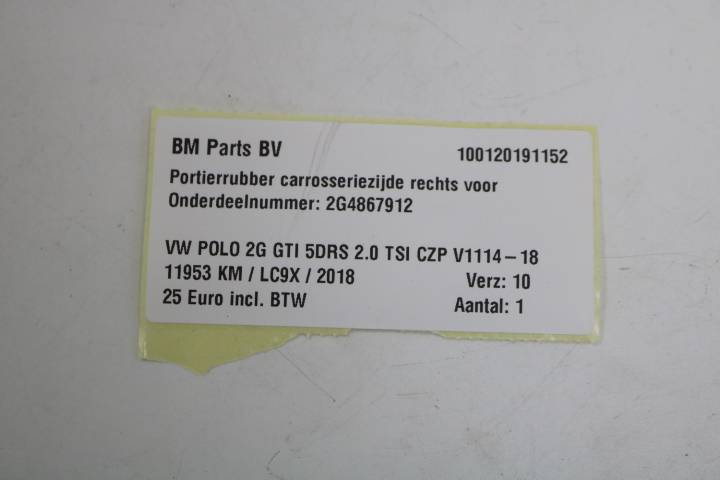 BM Parts BV 100120191152
Portierrubber carrosseriezijde rechts voor
Onderdeelnummer: 2G4867912
VW POLO 2G GTI 5DRS 2.0 TSI CZP V1114-18
11953 KM / LC9X / 2018 Verz: 10
25 Euro incl. BTW Aantal: 1